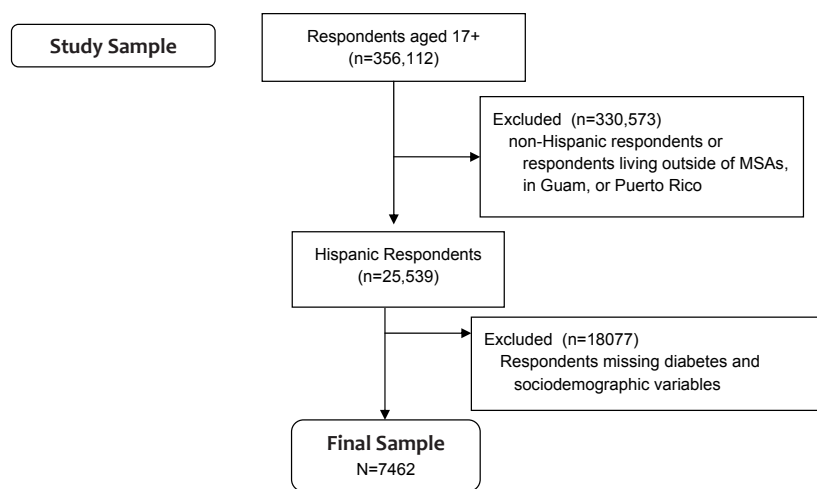 Study Sample
Respondents aged 17+
(n=356,112)
Excluded (n=330,573)
non-Hispanic respondents or
respondents living outside of MSAs,
in Guam, or Puerto Rico
Hispanic Respondents
(n=25,539)
Excluded (n=18077)
Respondents missing diabetes and
sociodemographic variables
Final Sample
N=7462